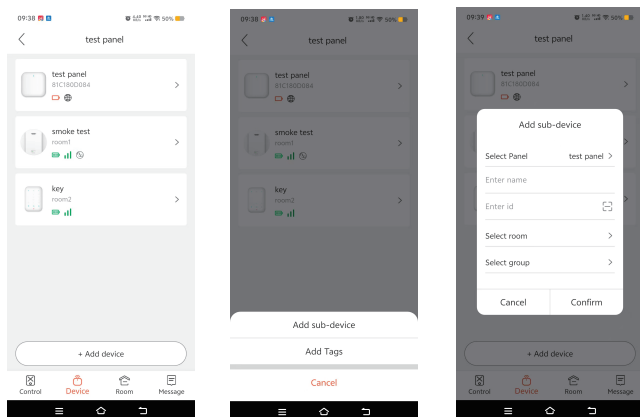 09:38 50%
test panel
test panel
81C180D084
smoke test
room1
key
room2
+ Add device
Control Device Room Message
09:38 50%
test panel
test panel
81C180D084
smoke test
room1
key
room2
Add sub-device
Add Tags
Cancel
09:39 50%
test panel
test panel
81C180D084
Add sub-device
Select Panel test panel
Enter name
Enter id
Select room
Select group
Cancel Confirm
+ Add device
Control Device Room Message